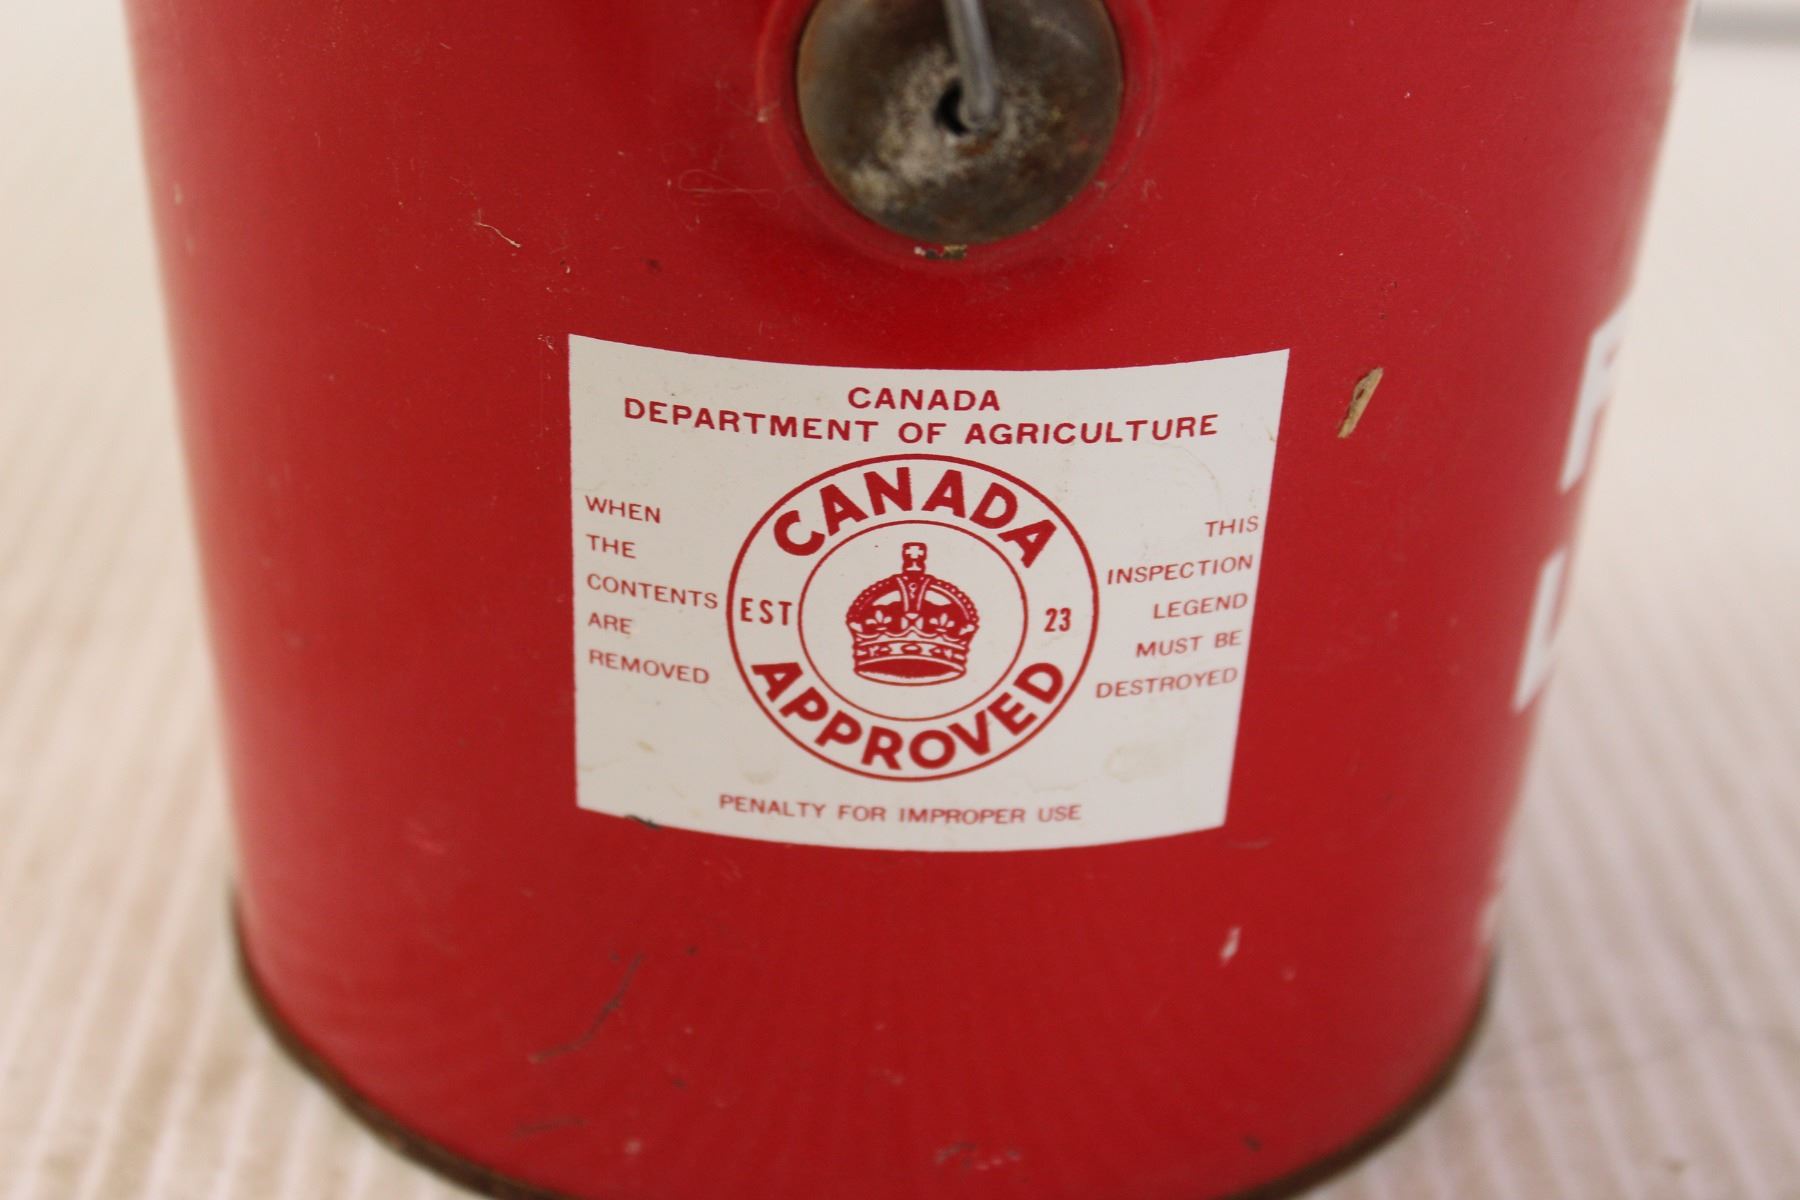 CANADA
DEPARTMENT OF AGRICULTURE
WHEN
THE
CONTENTS
ARE
REMOVED
CANADA
EST 23
APPROVED
THIS
INSPECTION
LEGEND
MUST BE
DESTROYED
PENALTY FOR IMPROPER USE